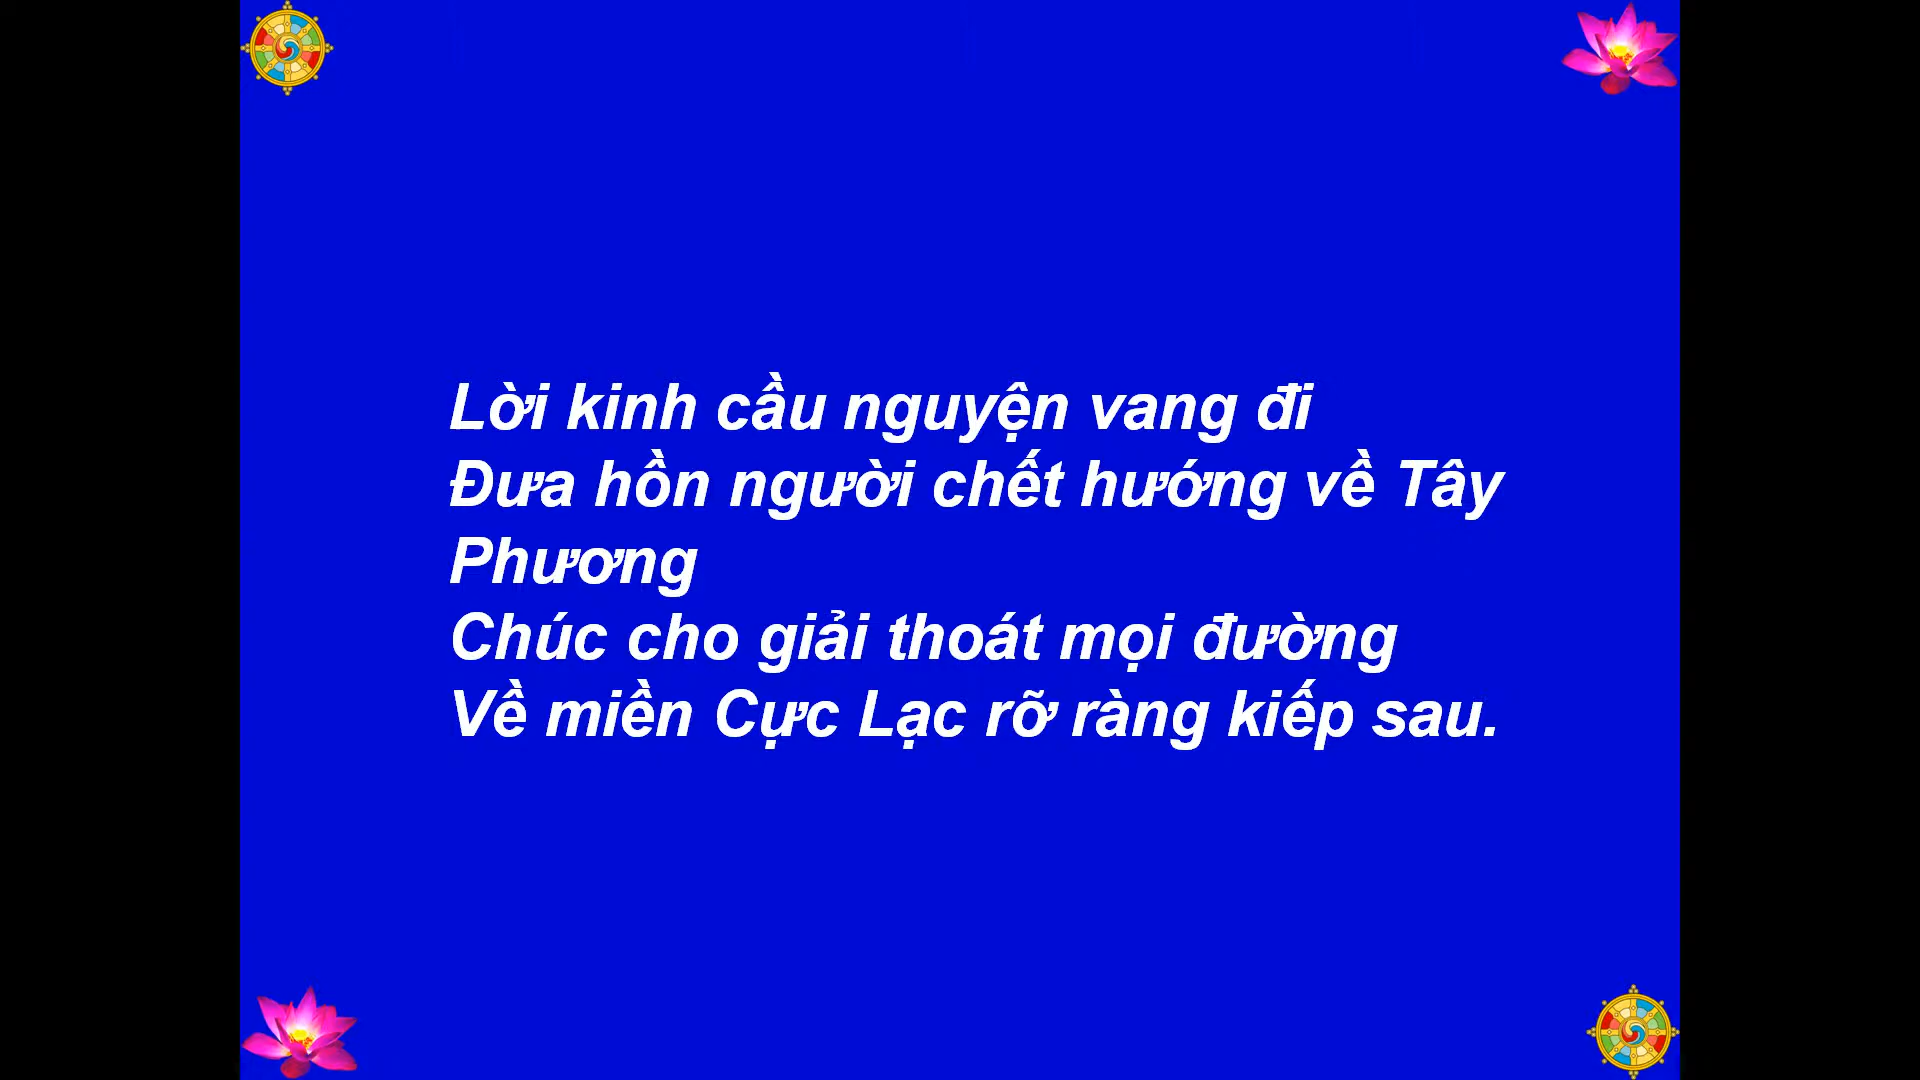 Lời kinh cầu nguyện vang đi
Đưa hồn người chết hướng về Tây
Phương
Chúc cho giải thoát mọi đường
Về miền Cực Lạc rỡ ràng kiếp sau.